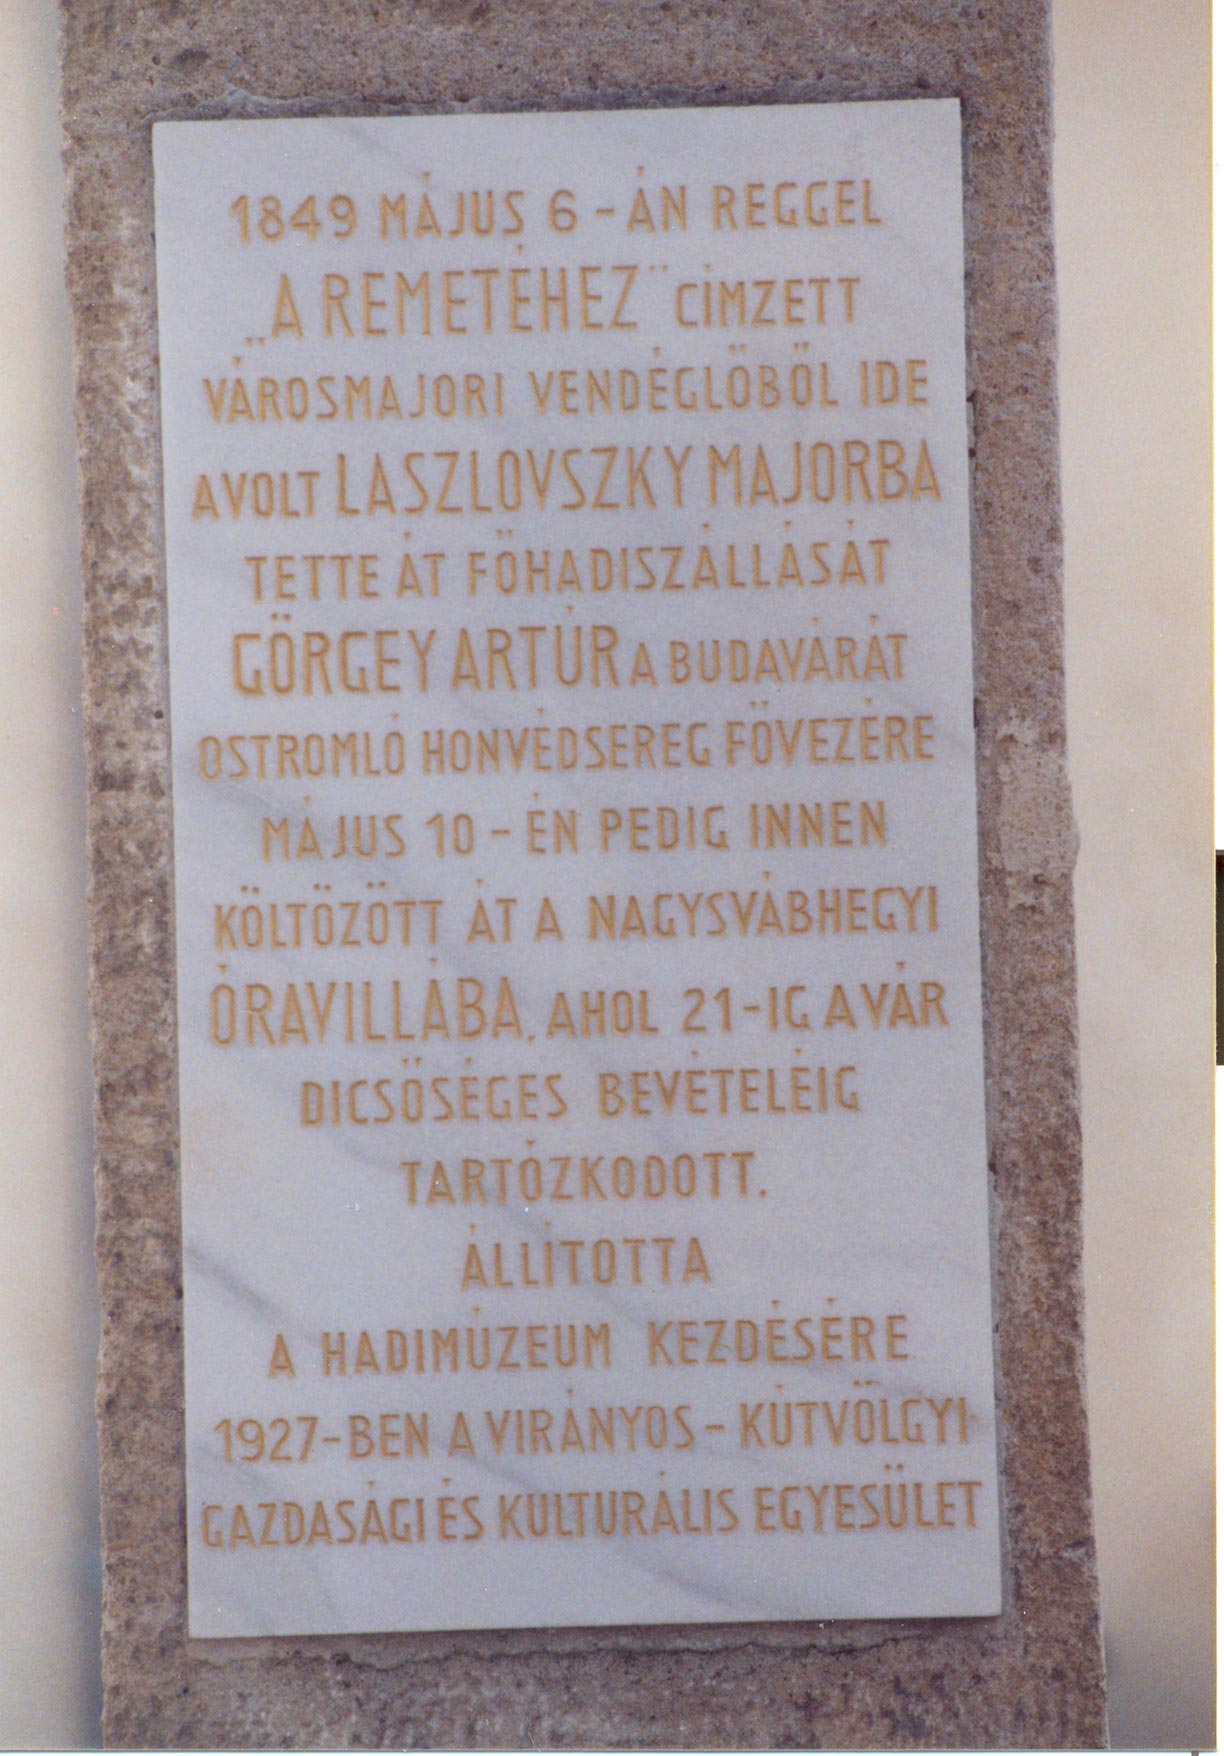 1849 MÁJUS 6-ÁN REGGEL
„A REMETÉHEZ" CÍMZETT
VÁROSMAJORI VENDÉGLŐBŐL IDE
A VOLT LASZLOVSZKY MAJORBA
TETTE ÁT FŐHADISZÁLLÁSÁT
GÖRGEY ARTÚR A BUDAVÁRÁT
OSTROMLÓ HONVÉDSEREG FŐVEZÉRE
MÁJUS 10-ÉN PEDIG INNEN
KÖLTÖZÖTT ÁT A NAGYSVÁBHEGYI
ÓRAVILLÁBA, AHOL 21-IG A VÁR
DICSŐSÉGES BEVÉTELÉIG
TARTÓZKODOTT.
ÁLLÍTOTTA
A HADIMÚZEUM KEZDÉSÉRE
1927-BEN A VIRÁNYOS-KÚTVÖLGYI
GAZDASÁGI ÉS KULTURÁLIS EGYESÜLET